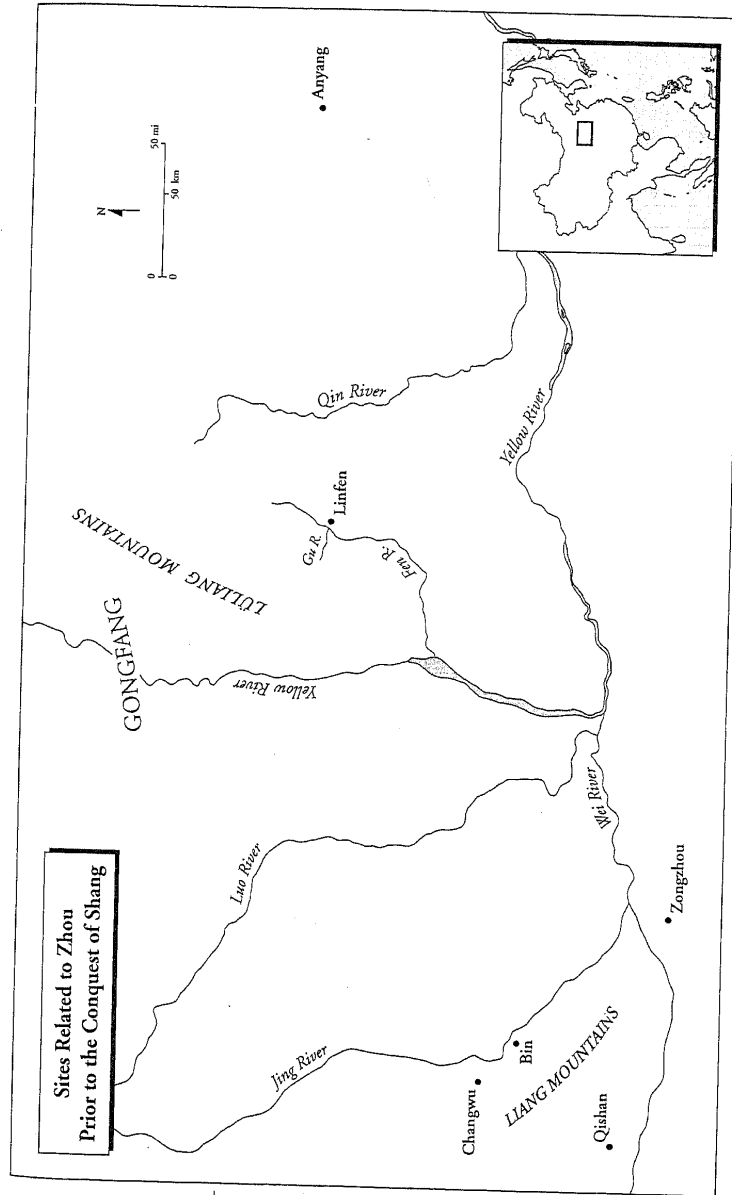 Sites Related to Zhou
Prior to the Conquest of Shang
N
0
50 mi
0
50 km
Anyang
Qin River
Yellow River
Linfen
Gu R.
Fen R.
LÜLIANG MOUNTAINS
GONGFANG
Yellow River
Luo River
Wei River
Zongzhou
Jing River
Changwu
Bin
LIANG MOUNTAINS
Qishan